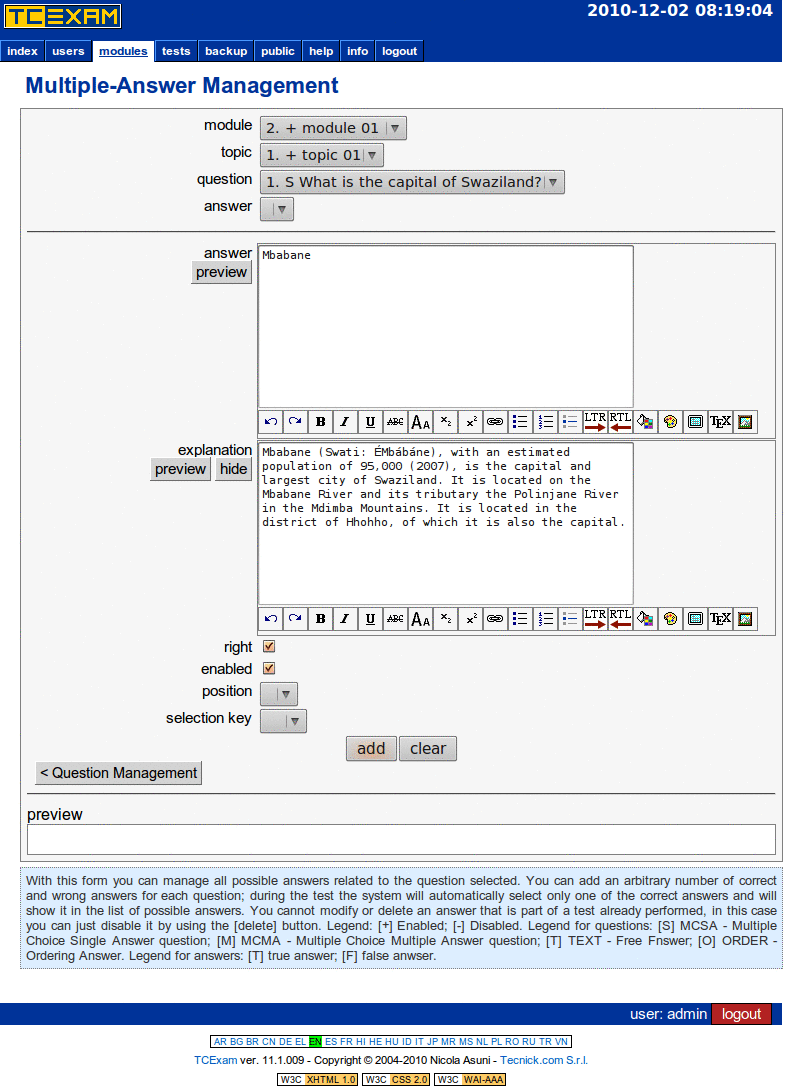 TCEXAM
2010-12-02 08:19:04
index users modules tests backup public help info logout
Multiple-Answer Management
module 2. + module 01
topic 1. + topic 01
question 1. S What is the capital of Swaziland?
answer
answer
preview
Mbabane
B I U ABC AA x₂ x² LTR RTL TEX
explanation
preview hide
Mbabane (Swati: ÉMbábáne), with an estimated
population of 95,000 (2007), is the capital and
largest city of Swaziland. It is located on the
Mbabane River and its tributary the Polinjane River
in the Mdimba Mountains. It is located in the
district of Hhohho, of which it is also the capital.
B I U ABC AA x₂ x² LTR RTL TEX
right
enabled
position
selection key
add clear
< Question Management
preview
With this form you can manage all possible answers related to the question selected. You can add an arbitrary number of correct
and wrong answers for each question; during the test the system will automatically select only one of the correct answers and will
show it in the list of possible answers. You cannot modify or delete an answer that is part of a test already performed, in this case
you can just disable it by using the [delete] button. Legend: [+] Enabled; [-] Disabled. Legend for questions: [S] MCSA - Multiple
Choice Single Answer question; [M] MCMA - Multiple Choice Multiple Answer question; [T] TEXT - Free Fnswer; [O] ORDER -
Ordering Answer. Legend for answers: [T] true answer; [F] false anwser.
user: admin logout
AR BG BR CN DE EL EN ES FR HI HE HU ID IT JP MR MS NL PL RO RU TR VN
TCExam ver. 11.1.009 - Copyright © 2004-2010 Nicola Asuni - Tecnick.com S.r.l.
W3C XHTML 1.0 W3C CSS 2.0 W3C WAI-AAA